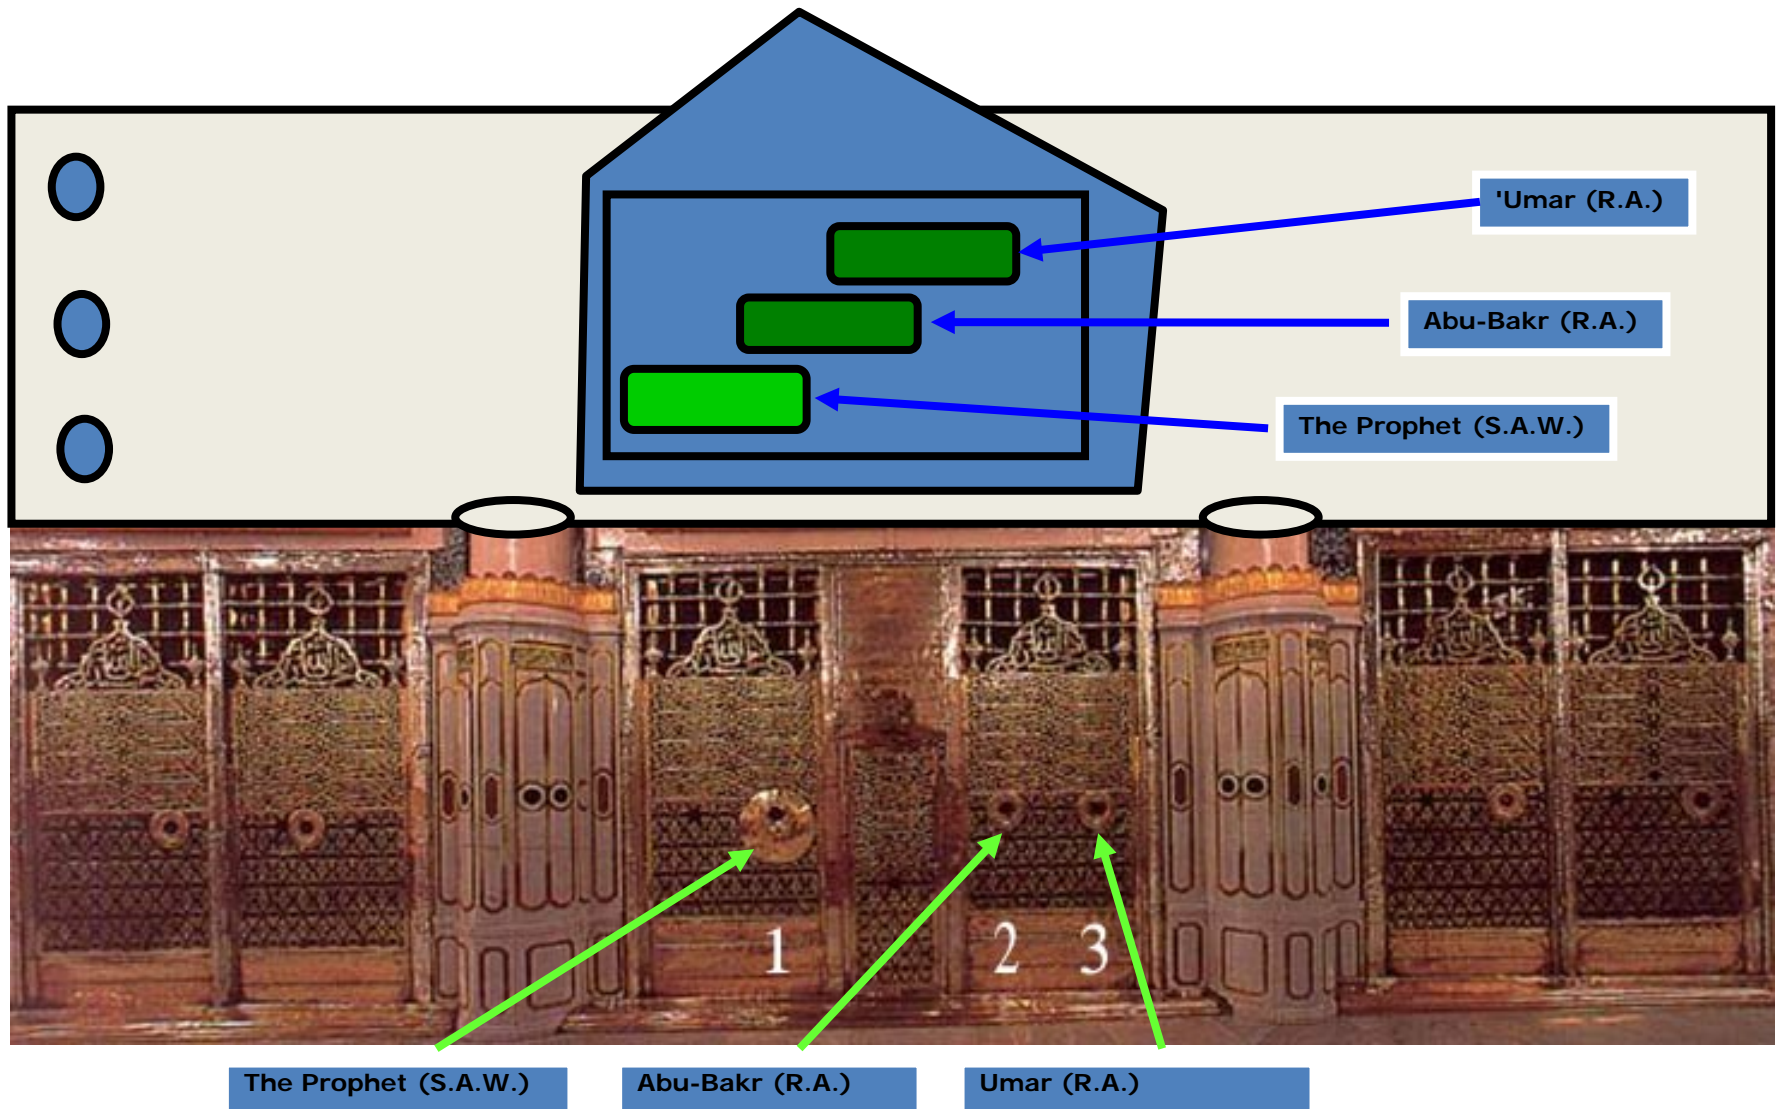 'Umar (R.A.)
Abu-Bakr (R.A.)
The Prophet (S.A.W.)
1
2
3
The Prophet (S.A.W.)
Abu-Bakr (R.A.)
Umar (R.A.)